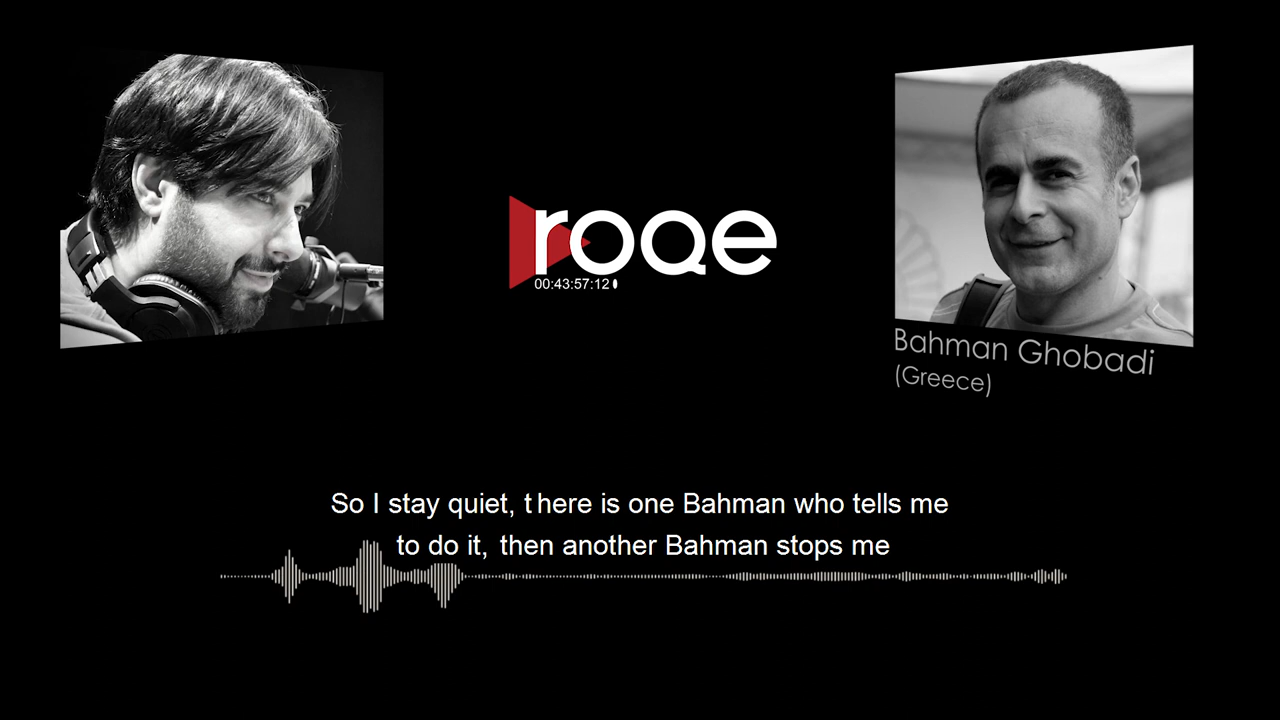 roqe
00:43:57:12
Bahman Ghobadi
(Greece)
So I stay quiet, there is one Bahman who tells me
to do it, then another Bahman stops me